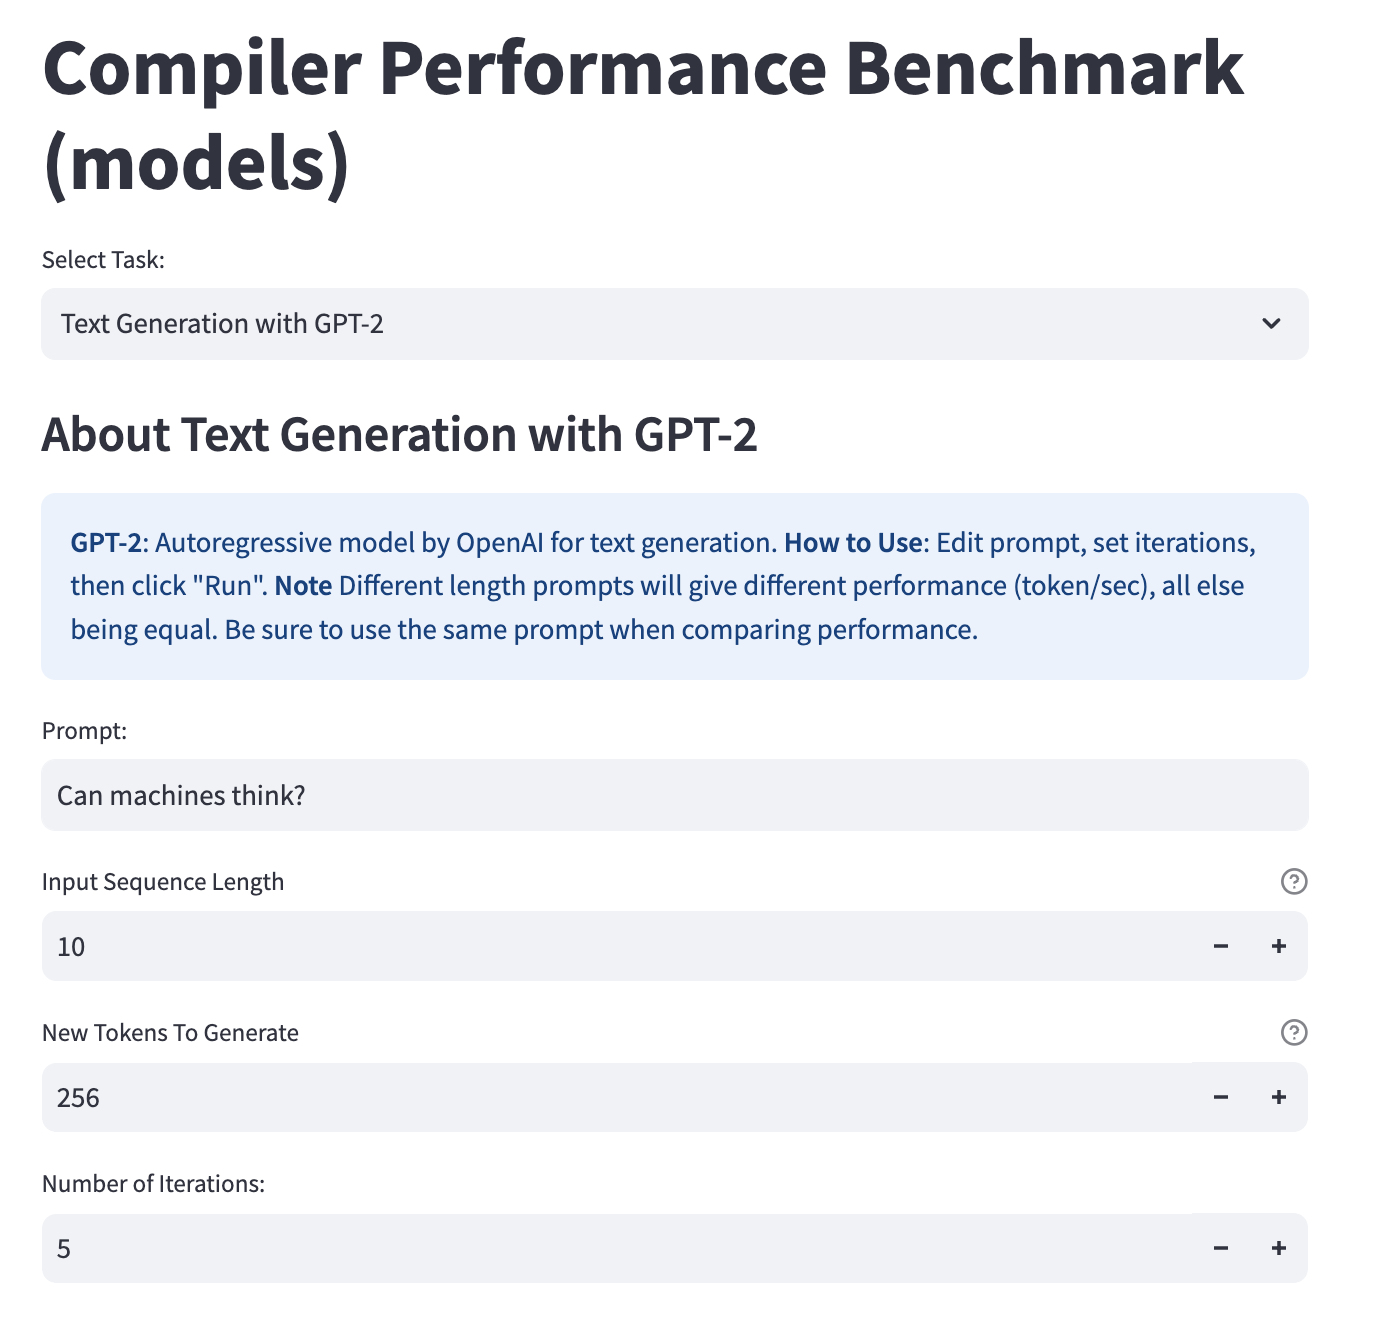 Compiler Performance Benchmark
(models)
Select Task:
Text Generation with GPT-2
About Text Generation with GPT-2
GPT-2: Autoregressive model by OpenAI for text generation. How to Use: Edit prompt, set iterations,
then click "Run". Note Different length prompts will give different performance (token/sec), all else
being equal. Be sure to use the same prompt when comparing performance.
Prompt:
Can machines think?
Input Sequence Length
10
New Tokens To Generate
256
Number of Iterations:
5